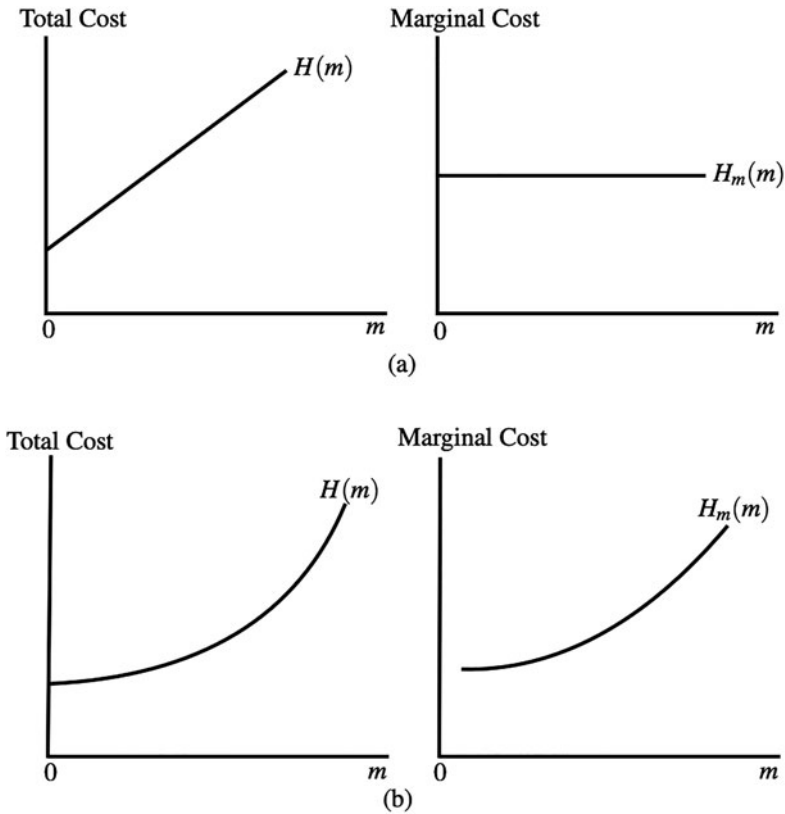 Total Cost
Marginal Cost
H(m)
H_m(m)
0
m
0
m
(a)
Total Cost
Marginal Cost
H(m)
H_m(m)
0
m
0
m
(b)